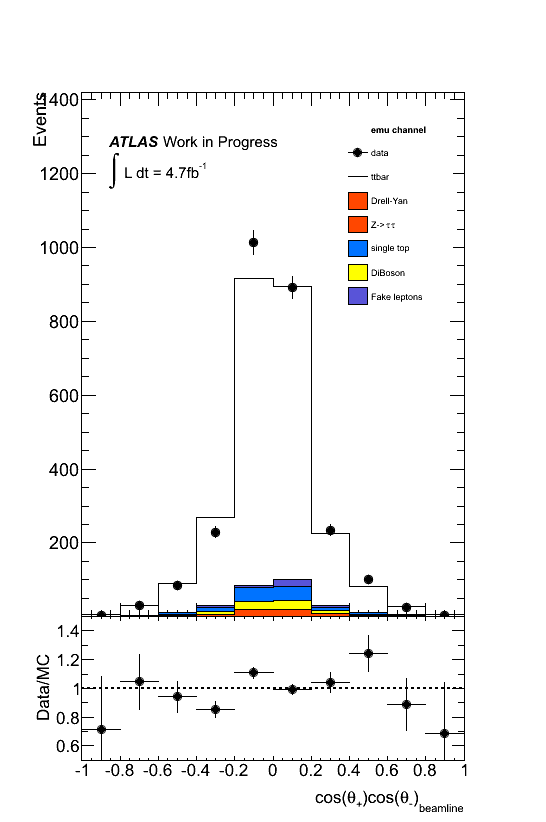 Events
1400
1200
1000
800
600
400
200
ATLAS Work in Progress
∫ L dt = 4.7fb⁻¹
emu channel
data
ttbar
Drell-Yan
Z->ττ
single top
DiBoson
Fake leptons
Data/MC
1.4
1.2
1
0.8
0.6
-1 -0.8 -0.6 -0.4 -0.2 0 0.2 0.4 0.6 0.8 1
cos(θ₊)cos(θ₋)beamline